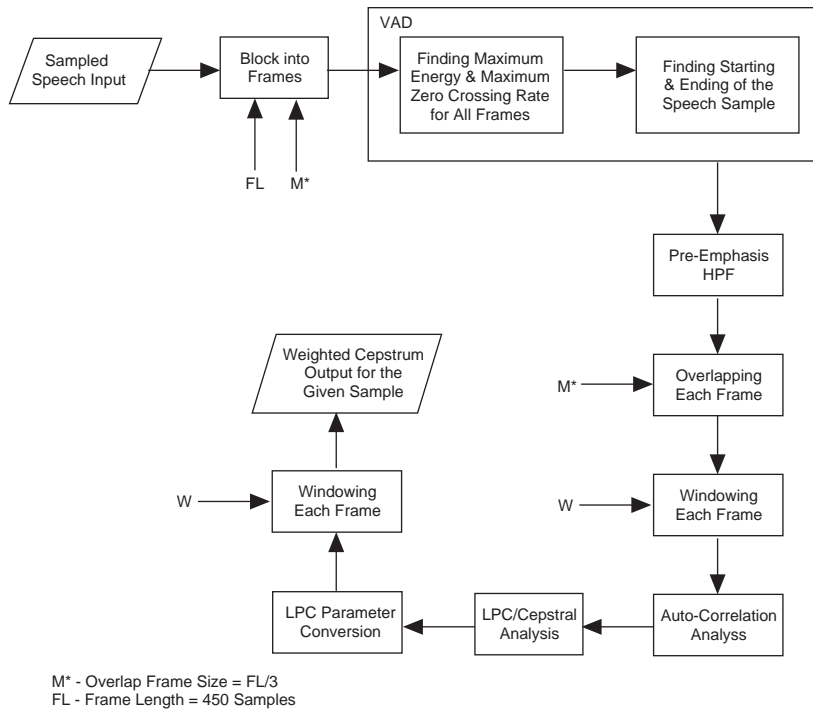 VAD
Sampled
Speech Input
Block into
Frames
Finding Maximum
Energy & Maximum
Zero Crossing Rate
for All Frames
Finding Starting
& Ending of the
Speech Sample
FL
M*
Pre-Emphasis
HPF
M*
Overlapping
Each Frame
W
Windowing
Each Frame
Auto-Correlation
Analyss
LPC/Cepstral
Analysis
LPC Parameter
Conversion
W
Windowing
Each Frame
Weighted Cepstrum
Output for the
Given Sample
M* - Overlap Frame Size = FL/3
FL - Frame Length = 450 Samples